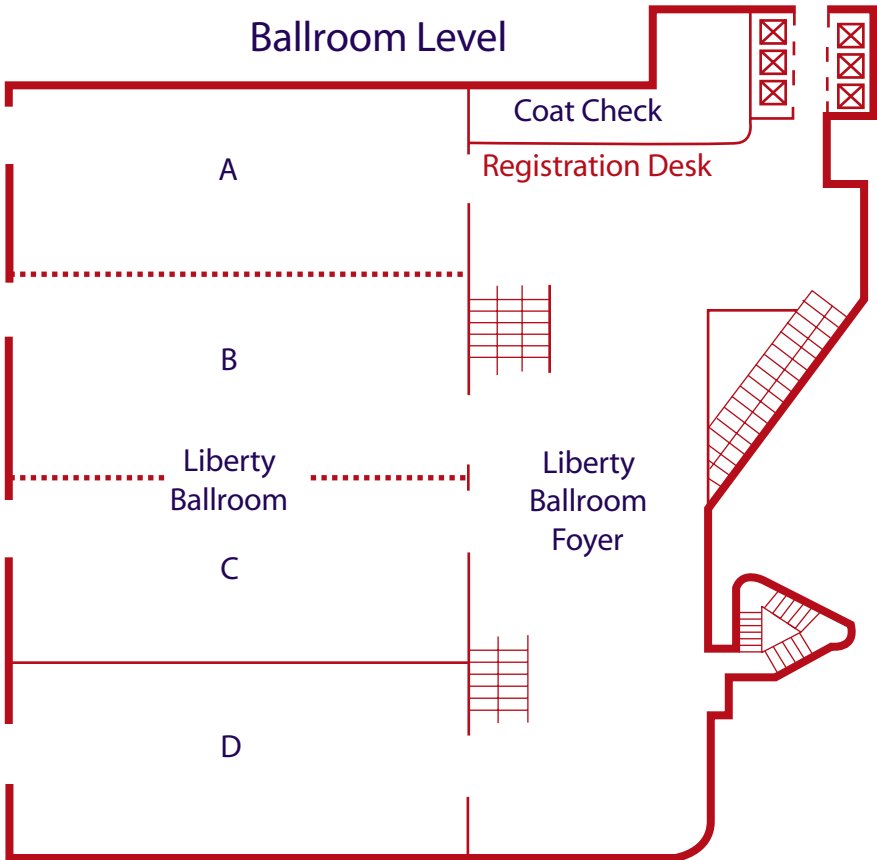 Ballroom Level
Coat Check
Registration Desk
A
B
Liberty
Ballroom
Liberty
Ballroom
Foyer
C
D